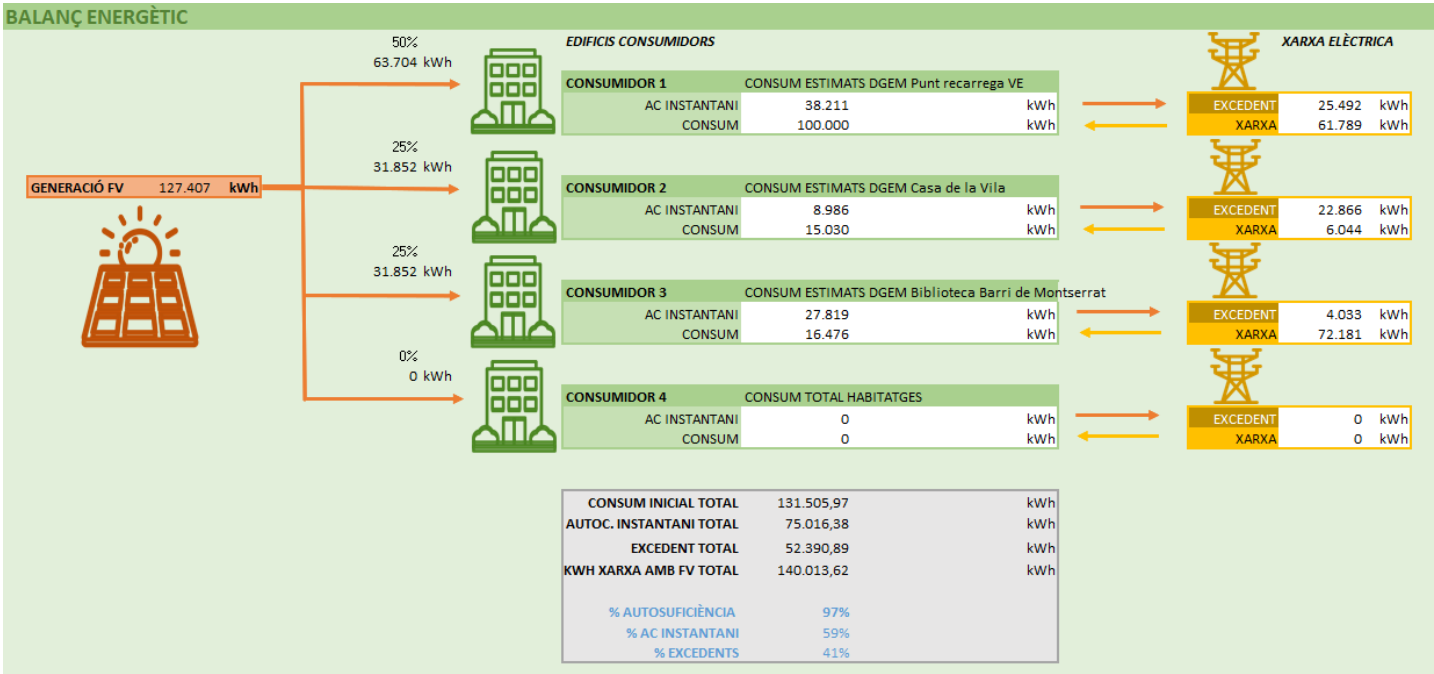 BALANÇ ENERGÈTIC
EDIFICIS CONSUMIDORS
XARXA ELÈCTRICA
GENERACIÓ FV 127.407 kWh
50%
63.704 kWh
CONSUMIDOR 1 CONSUM ESTIMATS DGEM Punt recarrega VE
AC INSTANTANI 38.211 kWh
CONSUM 100.000 kWh
EXCEDENT 25.492 kWh
XARXA 61.789 kWh
25%
31.852 kWh
CONSUMIDOR 2 CONSUM ESTIMATS DGEM Casa de la Vila
AC INSTANTANI 8.986 kWh
CONSUM 15.030 kWh
EXCEDENT 22.866 kWh
XARXA 6.044 kWh
25%
31.852 kWh
CONSUMIDOR 3 CONSUM ESTIMATS DGEM Biblioteca Barri de Montserrat
AC INSTANTANI 27.819 kWh
CONSUM 16.476 kWh
EXCEDENT 4.033 kWh
XARXA 72.181 kWh
0%
0 kWh
CONSUMIDOR 4 CONSUM TOTAL HABITATGES
AC INSTANTANI 0 kWh
CONSUM 0 kWh
EXCEDENT 0 kWh
XARXA 0 kWh
CONSUM INICIAL TOTAL 131.505,97 kWh
AUTOC. INSTANTANI TOTAL 75.016,38 kWh
EXCEDENT TOTAL 52.390,89 kWh
KWH XARXA AMB FV TOTAL 140.013,62 kWh
% AUTOSUFICIÈNCIA 97%
% AC INSTANTANI 59%
% EXCEDENTS 41%